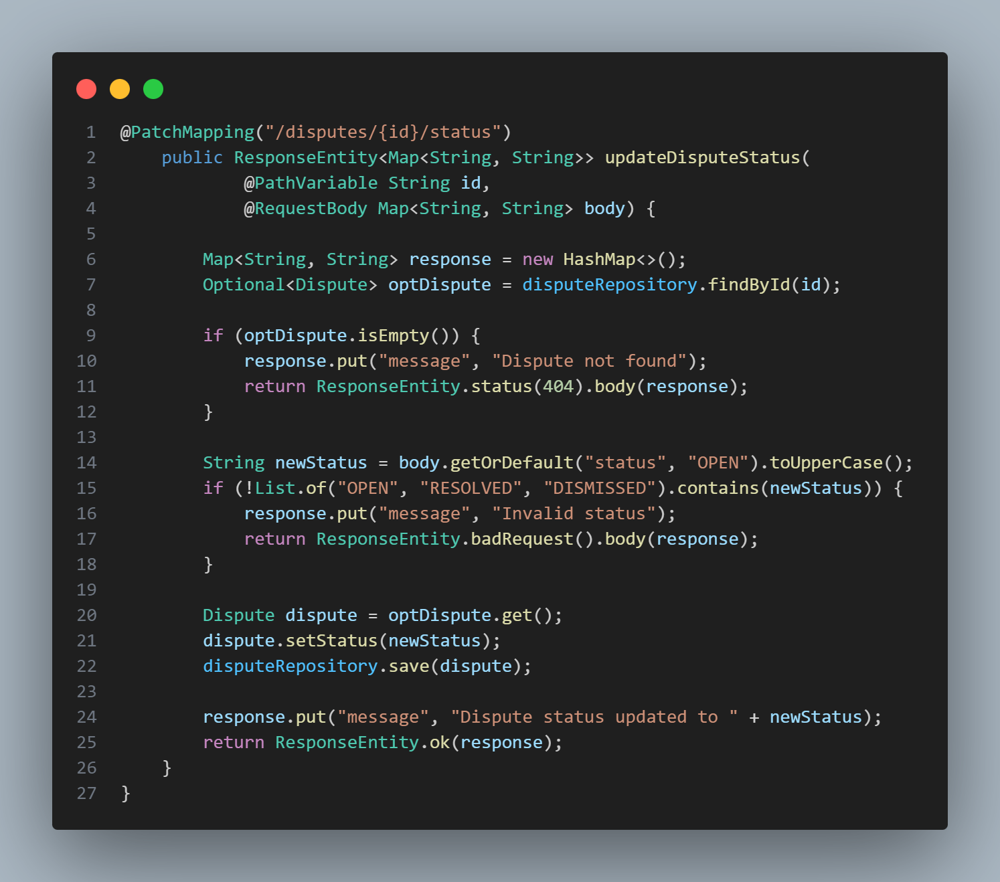 1 @PatchMapping("/disputes/{id}/status")
2     public ResponseEntity<Map<String, String>> updateDisputeStatus(
3             @PathVariable String id,
4             @RequestBody Map<String, String> body) {
5
6         Map<String, String> response = new HashMap<>();
7         Optional<Dispute> optDispute = disputeRepository.findById(id);
8
9         if (optDispute.isEmpty()) {
10             response.put("message", "Dispute not found");
11             return ResponseEntity.status(404).body(response);
12         }
13
14         String newStatus = body.getOrDefault("status", "OPEN").toUpperCase();
15         if (!List.of("OPEN", "RESOLVED", "DISMISSED").contains(newStatus)) {
16             response.put("message", "Invalid status");
17             return ResponseEntity.badRequest().body(response);
18         }
19
20         Dispute dispute = optDispute.get();
21         dispute.setStatus(newStatus);
22         disputeRepository.save(dispute);
23
24         response.put("message", "Dispute status updated to " + newStatus);
25         return ResponseEntity.ok(response);
26     }
27 }